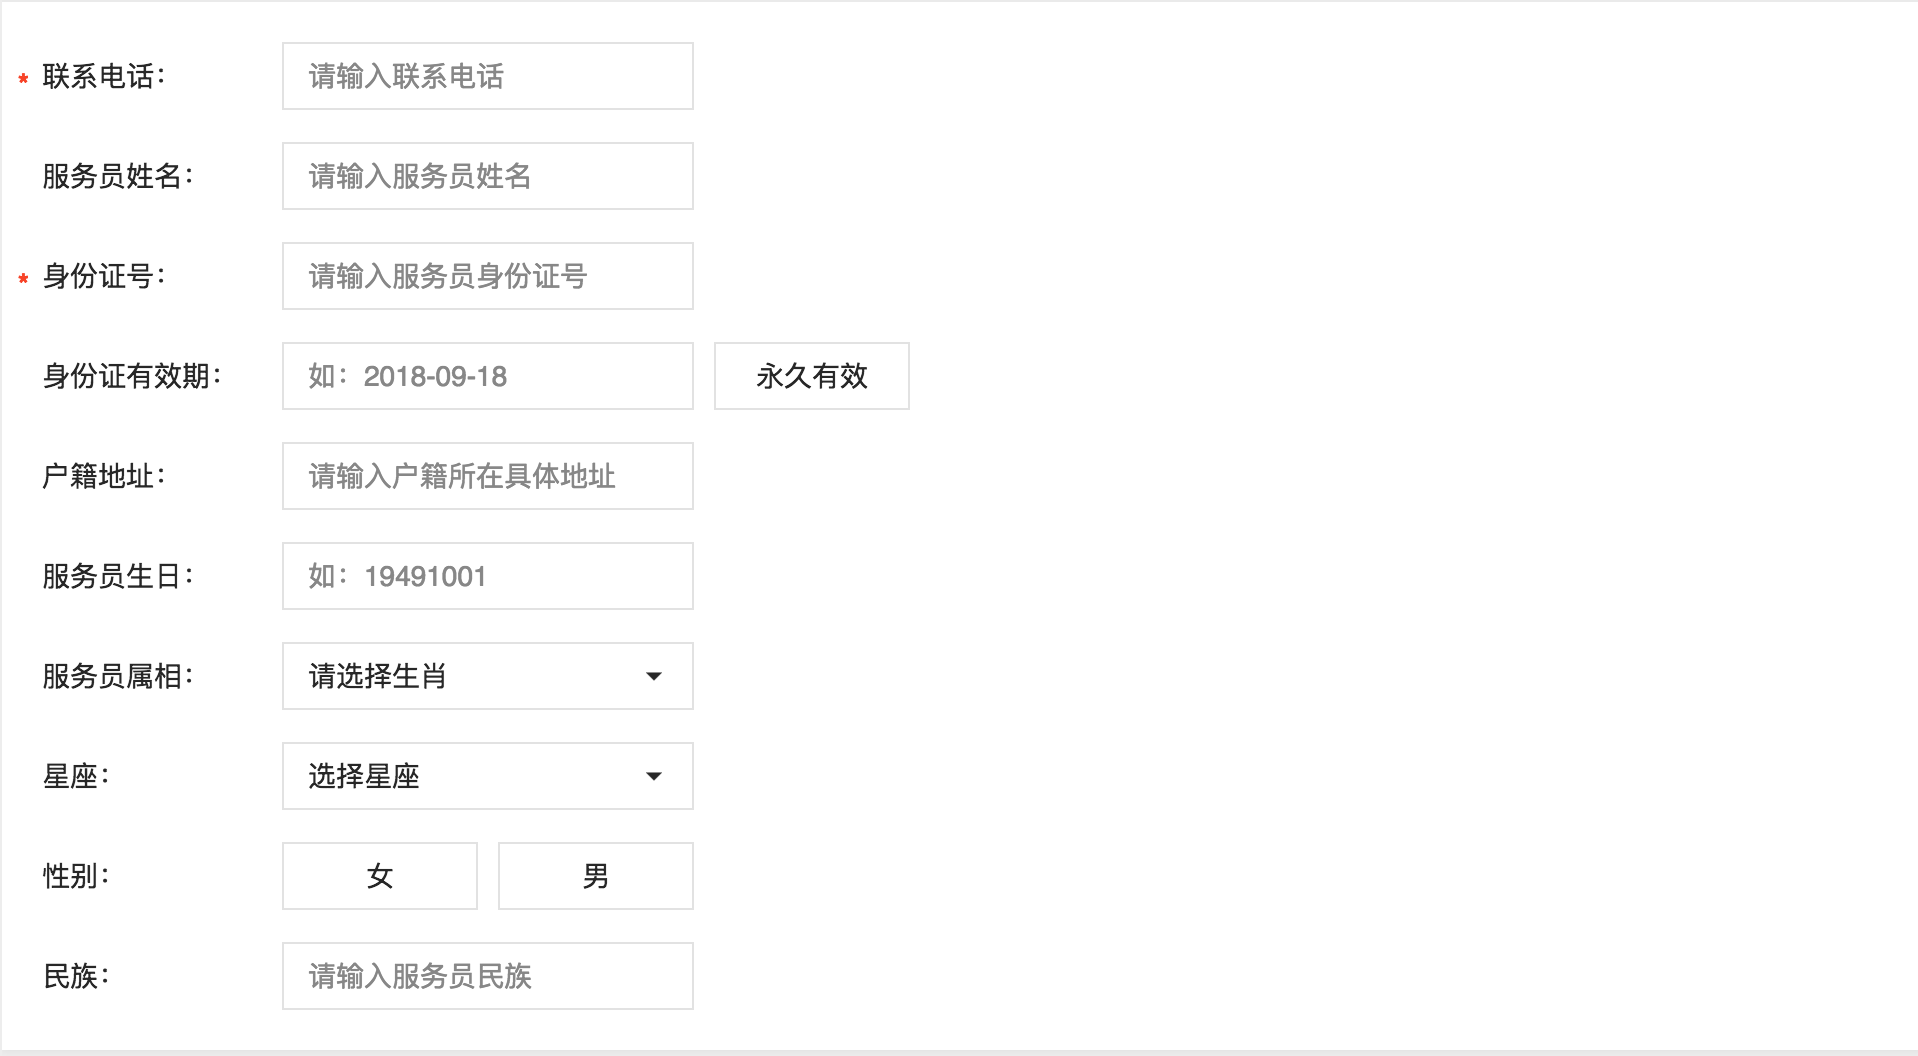 * 联系电话： 请输入联系电话
服务员姓名： 请输入服务员姓名
* 身份证号： 请输入服务员身份证号
身份证有效期： 如：2018-09-18 永久有效
户籍地址： 请输入户籍所在具体地址
服务员生日： 如：19491001
服务员属相： 请选择生肖
星座： 选择星座
性别： 女 男
民族： 请输入服务员民族